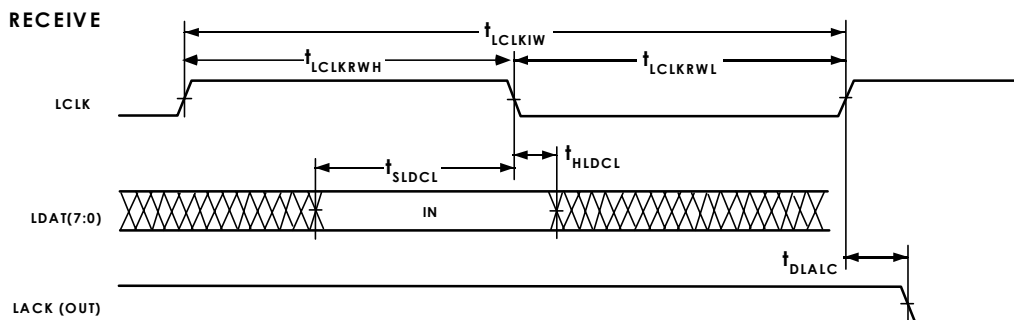 RECEIVE
tLCLKIW
tLCLKRWH
tLCLKRWL
LCLK
tSLDCL
tHLDCL
LDAT(7:0)
IN
tDLALC
LACK (OUT)